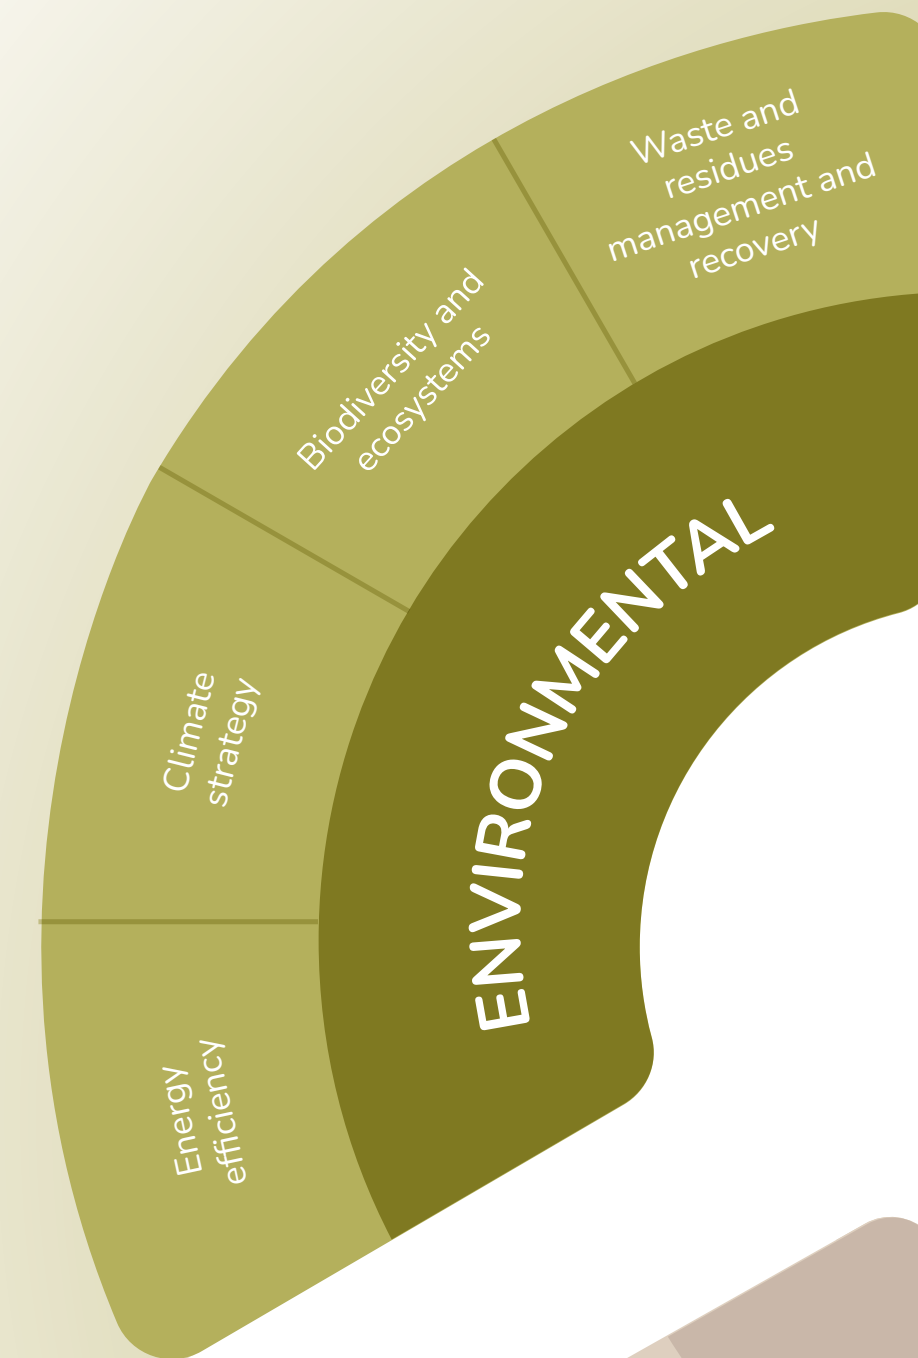 Waste and
residues
management and
recovery
Biodiversity and
ecosystems
Climate
strategy
Energy
efficiency
ENVIRONMENTAL